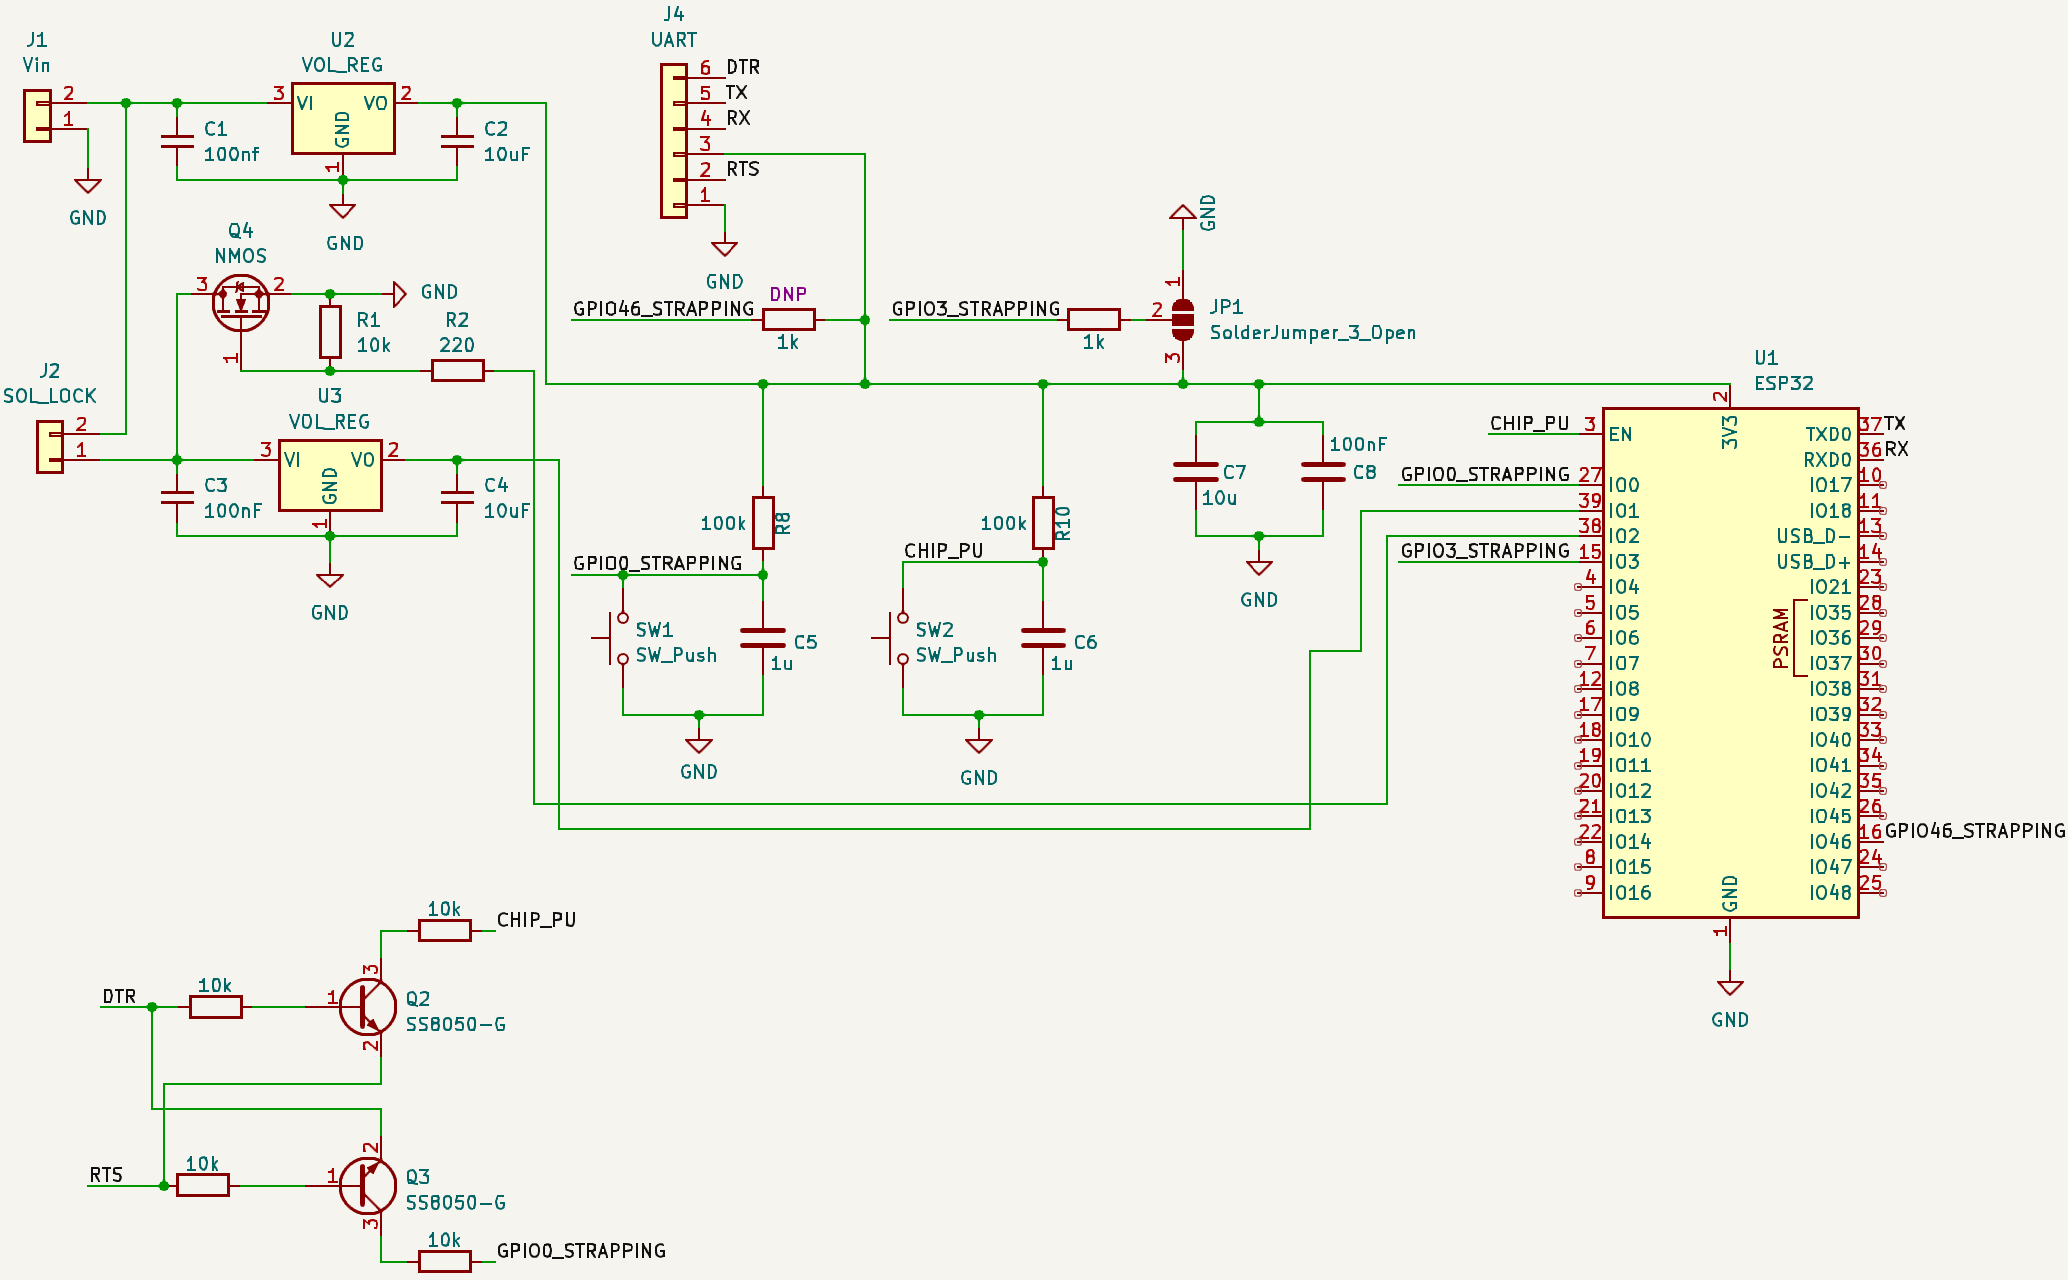 J1
Vin
2
1
GND
U2
VOL_REG
3
VI
VO
2
GND
1
C1
100nf
C2
10uF
GND
J4
UART
6
DTR
5
TX
4
RX
3
2
RTS
1
GND
Q4
NMOS
3
2
1
GND
R1
10k
R2
220
J2
SOL_LOCK
2
1
U3
VOL_REG
3
VI
VO
2
GND
1
C3
100nF
C4
10uF
GND
GPIO46_STRAPPING
DNP
1k
GPIO3_STRAPPING
1k
GND
1
2
3
JP1
SolderJumper_3_Open
100k
R8
GPIO0_STRAPPING
SW1
SW_Push
C5
1u
GND
100k
R10
CHIP_PU
SW2
SW_Push
C6
1u
GND
C7
10u
100nF
C8
GND
U1
ESP32
2
3V3
CHIP_PU
3
EN
GPIO0_STRAPPING
27
IO0
39
IO1
38
IO2
GPIO3_STRAPPING
15
IO3
4
IO4
5
IO5
6
IO6
7
IO7
12
IO8
17
IO9
18
IO10
19
IO11
20
IO12
21
IO13
22
IO14
8
IO15
9
IO16
TXD0
37
TX
RXD0
36
RX
IO17
10
IO18
11
USB_D-
13
USB_D+
14
IO21
23
PSRAM
IO35
28
IO36
29
IO37
30
IO38
31
IO39
32
IO40
33
IO41
34
IO42
35
IO45
26
IO46
16
GPIO46_STRAPPING
IO47
24
IO48
25
GND
1
GND
10k
CHIP_PU
3
DTR
10k
1
Q2
SS8050-G
2
RTS
10k
1
2
Q3
SS8050-G
3
10k
GPIO0_STRAPPING